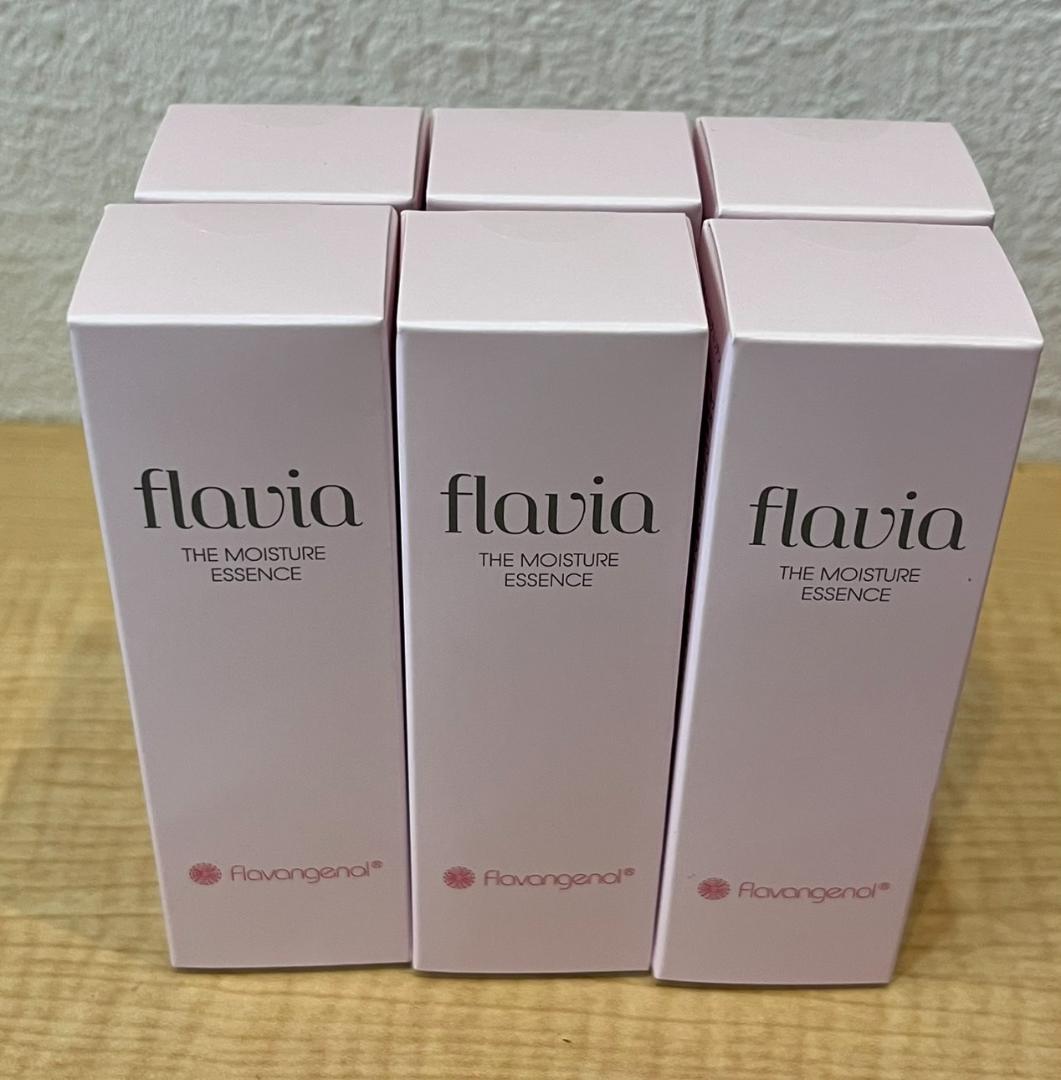 flavia
THE MOISTURE
ESSENCE
flavangenol®
flavia
THE MOISTURE
ESSENCE
flavangenol®
flavia
THE MOISTURE
ESSENCE
flavangenol®